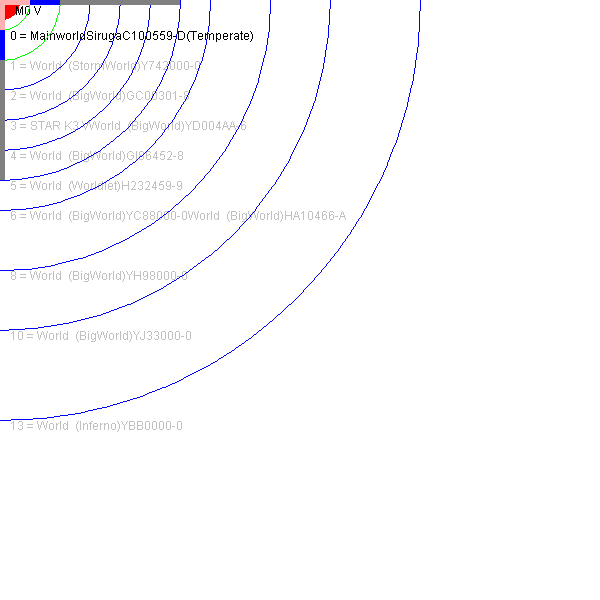 M0 V
0 = MainworldSirugaC100559-D(Temperate)
1 = World  (StormWorld)Y742000-0
2 = World  (BigWorld)GC00301-8
3 = STAR K3 VWorld  (BigWorld)YD004AA-6
4 = World  (BigWorld)GI86452-8
5 = World  (Worldlet)H232459-9
6 = World  (BigWorld)YC88000-0World  (BigWorld)HA10466-A
8 = World  (BigWorld)YH98000-0
10 = World  (BigWorld)YJ33000-0
13 = World  (Inferno)YBB0000-0